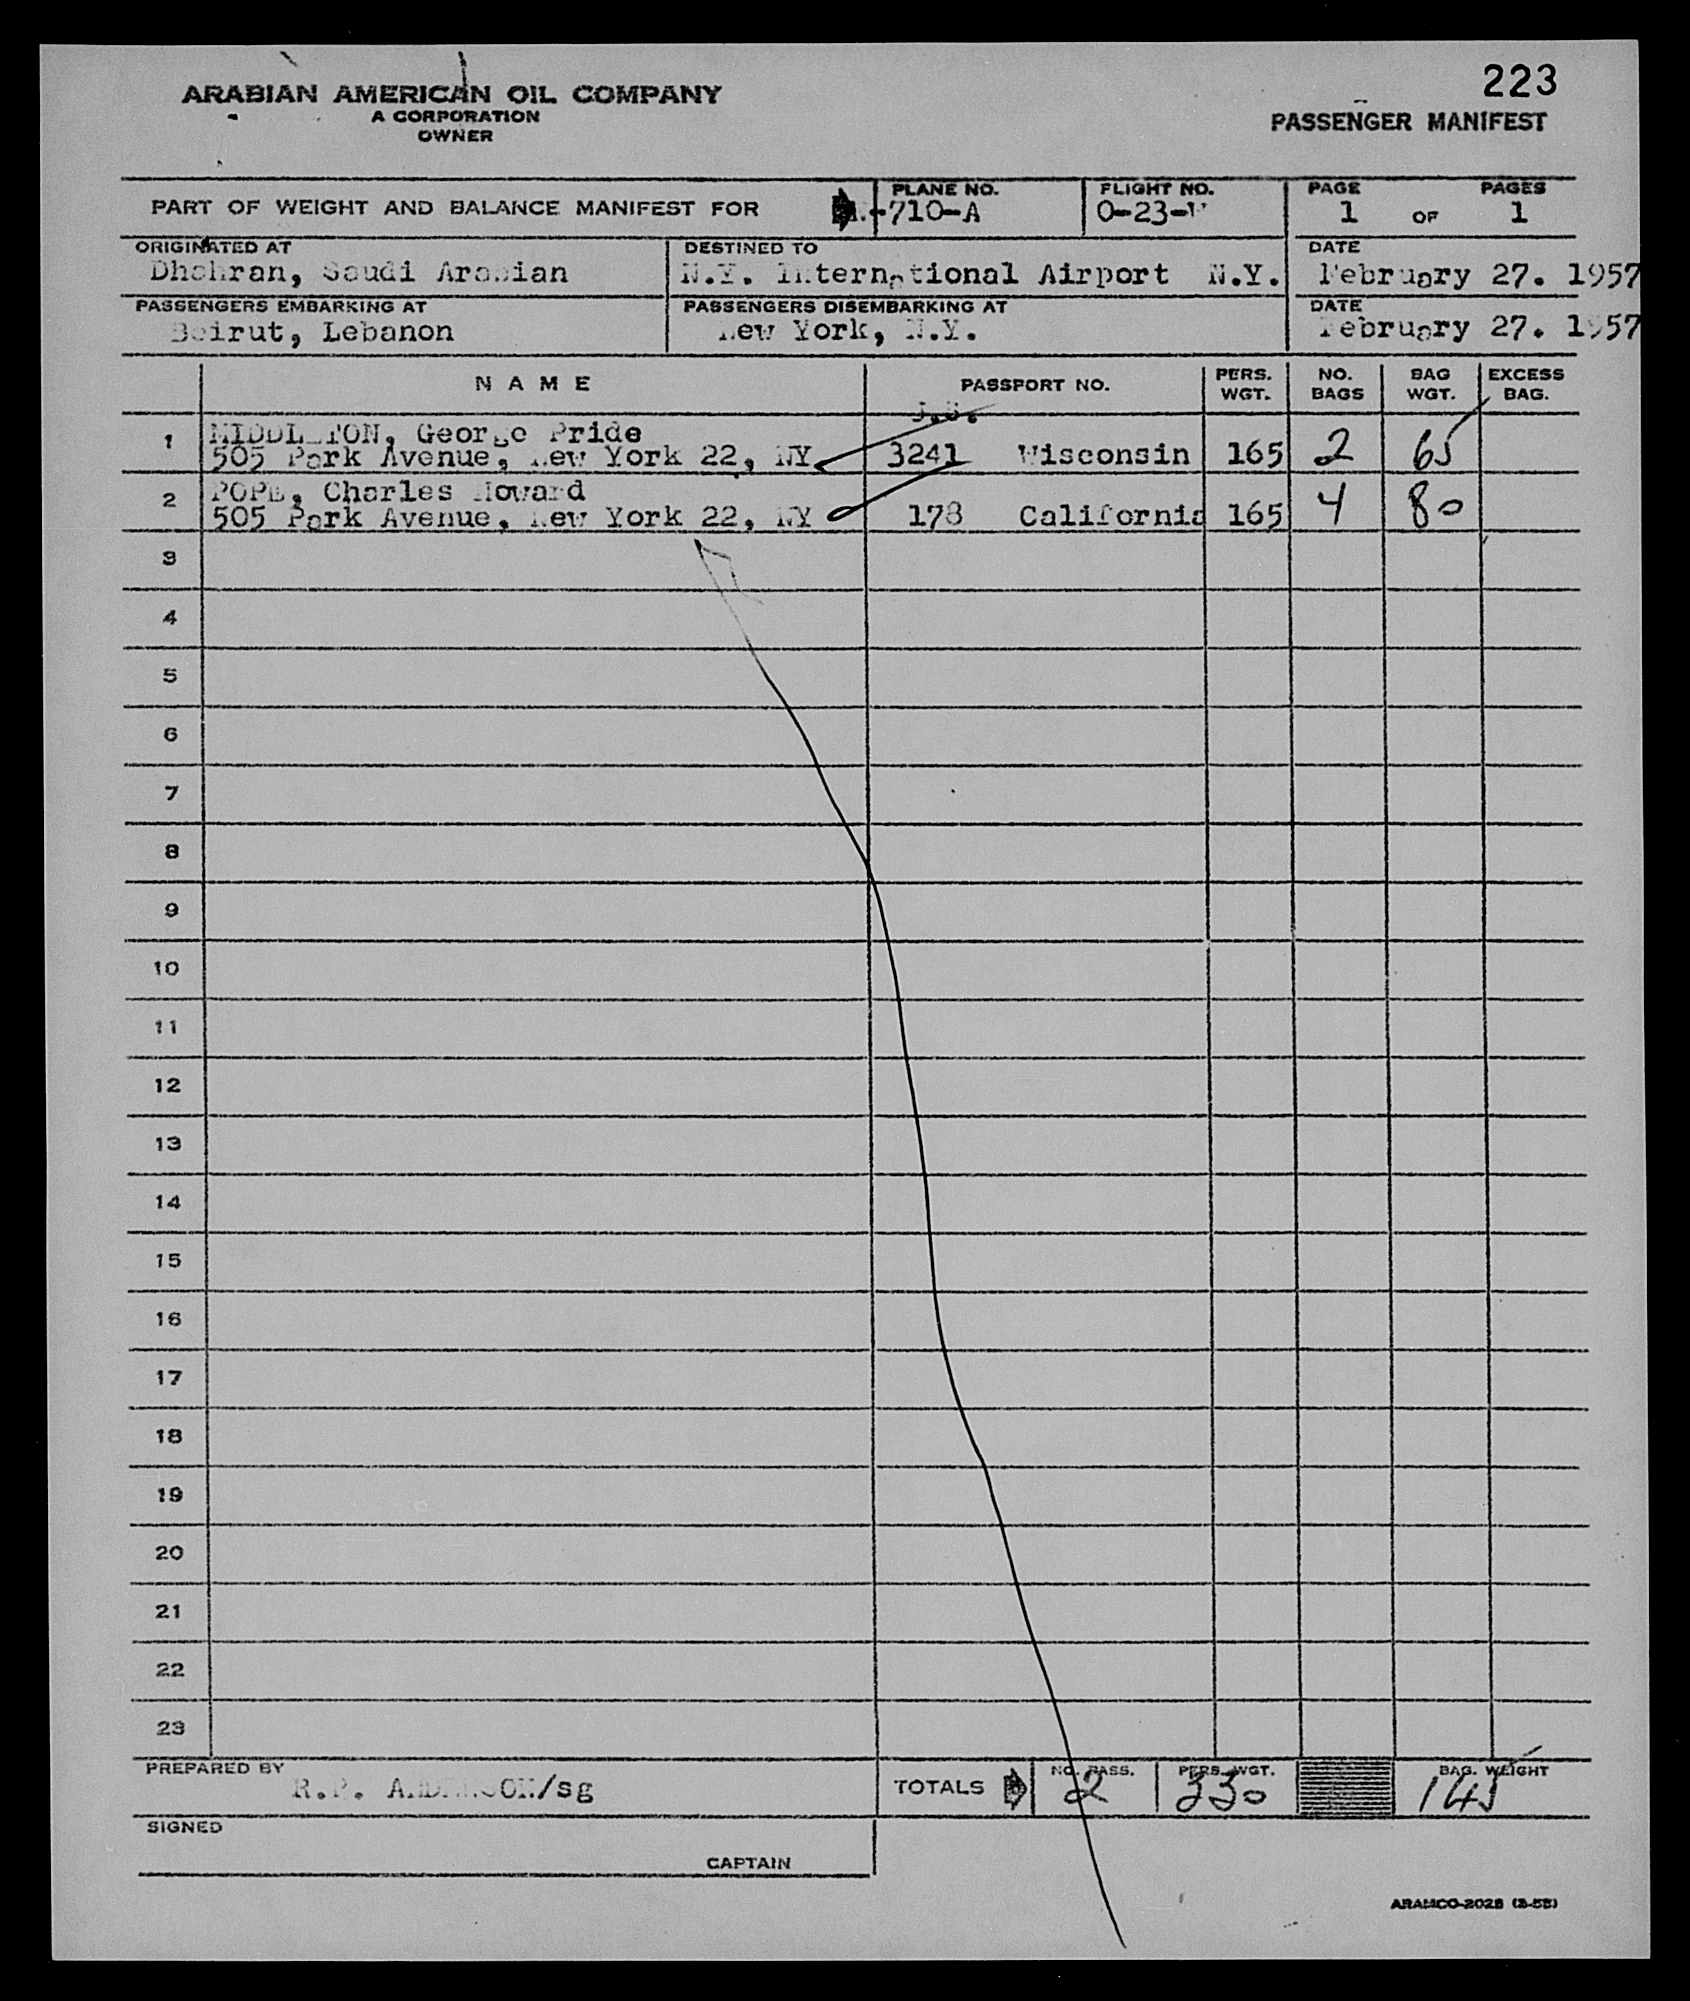 223
ARABIAN AMERICAN OIL COMPANY
A CORPORATION
OWNER
PASSENGER MANIFEST
PART OF WEIGHT AND BALANCE MANIFEST FOR
PLANE NO.
-710-A
FLIGHT NO.
O-23-
PAGE
1
OF
PAGES
1
ORIGINATED AT
Dhahran, Saudi Arabian
DESTINED TO
N.Y. International Airport N.Y.
DATE
February 27. 1957
PASSENGERS EMBARKING AT
Beirut, Lebanon
PASSENGERS DISEMBARKING AT
New York, N.Y.
DATE
February 27. 1957
NAME
PASSPORT NO.
PERS. WGT.
NO. BAGS
BAG WGT.
EXCESS BAG.
U.S.
1 MIDDLETON, George Pride
505 Park Avenue, New York 22, NY 3241 Wisconsin 165 2 65
2 POPE, Charles Howard
505 Park Avenue, New York 22, NY 178 California 165 4 80
3
4
5
6
7
8
9
10
11
12
13
14
15
16
17
18
19
20
21
22
23
PREPARED BY
R.P. ANDERSON/sg
TOTALS
NO. PASS.
2
PERS. WGT.
330
BAG. WEIGHT
145
SIGNED
CAPTAIN
ARAMCO-2028